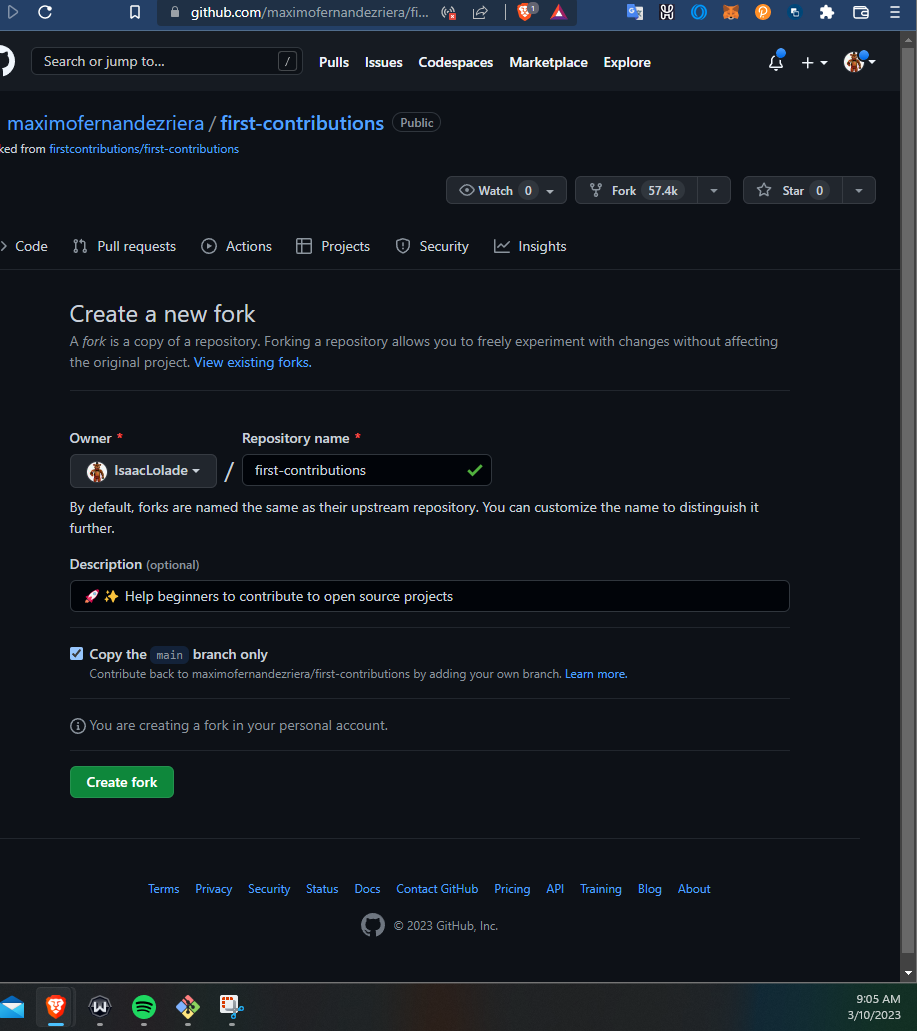 github.com/maximofernandezriera/fi...
1
Search or jump to...
/
Pulls Issues Codespaces Marketplace Explore
maximofernandezriera / first-contributions Public
ked from firstcontributions/first-contributions
Watch 0 Fork 57.4k Star 0
Code Pull requests Actions Projects Security Insights
Create a new fork
A fork is a copy of a repository. Forking a repository allows you to freely experiment with changes without affecting
the original project. View existing forks.
Owner * Repository name *
IsaacLolade / first-contributions
By default, forks are named the same as their upstream repository. You can customize the name to distinguish it
further.
Description (optional)
🚀 ✨ Help beginners to contribute to open source projects
Copy the main branch only
Contribute back to maximofernandezriera/first-contributions by adding your own branch. Learn more.
You are creating a fork in your personal account.
Create fork
Terms Privacy Security Status Docs Contact GitHub Pricing API Training Blog About
© 2023 GitHub, Inc.
9:05 AM
3/10/2023